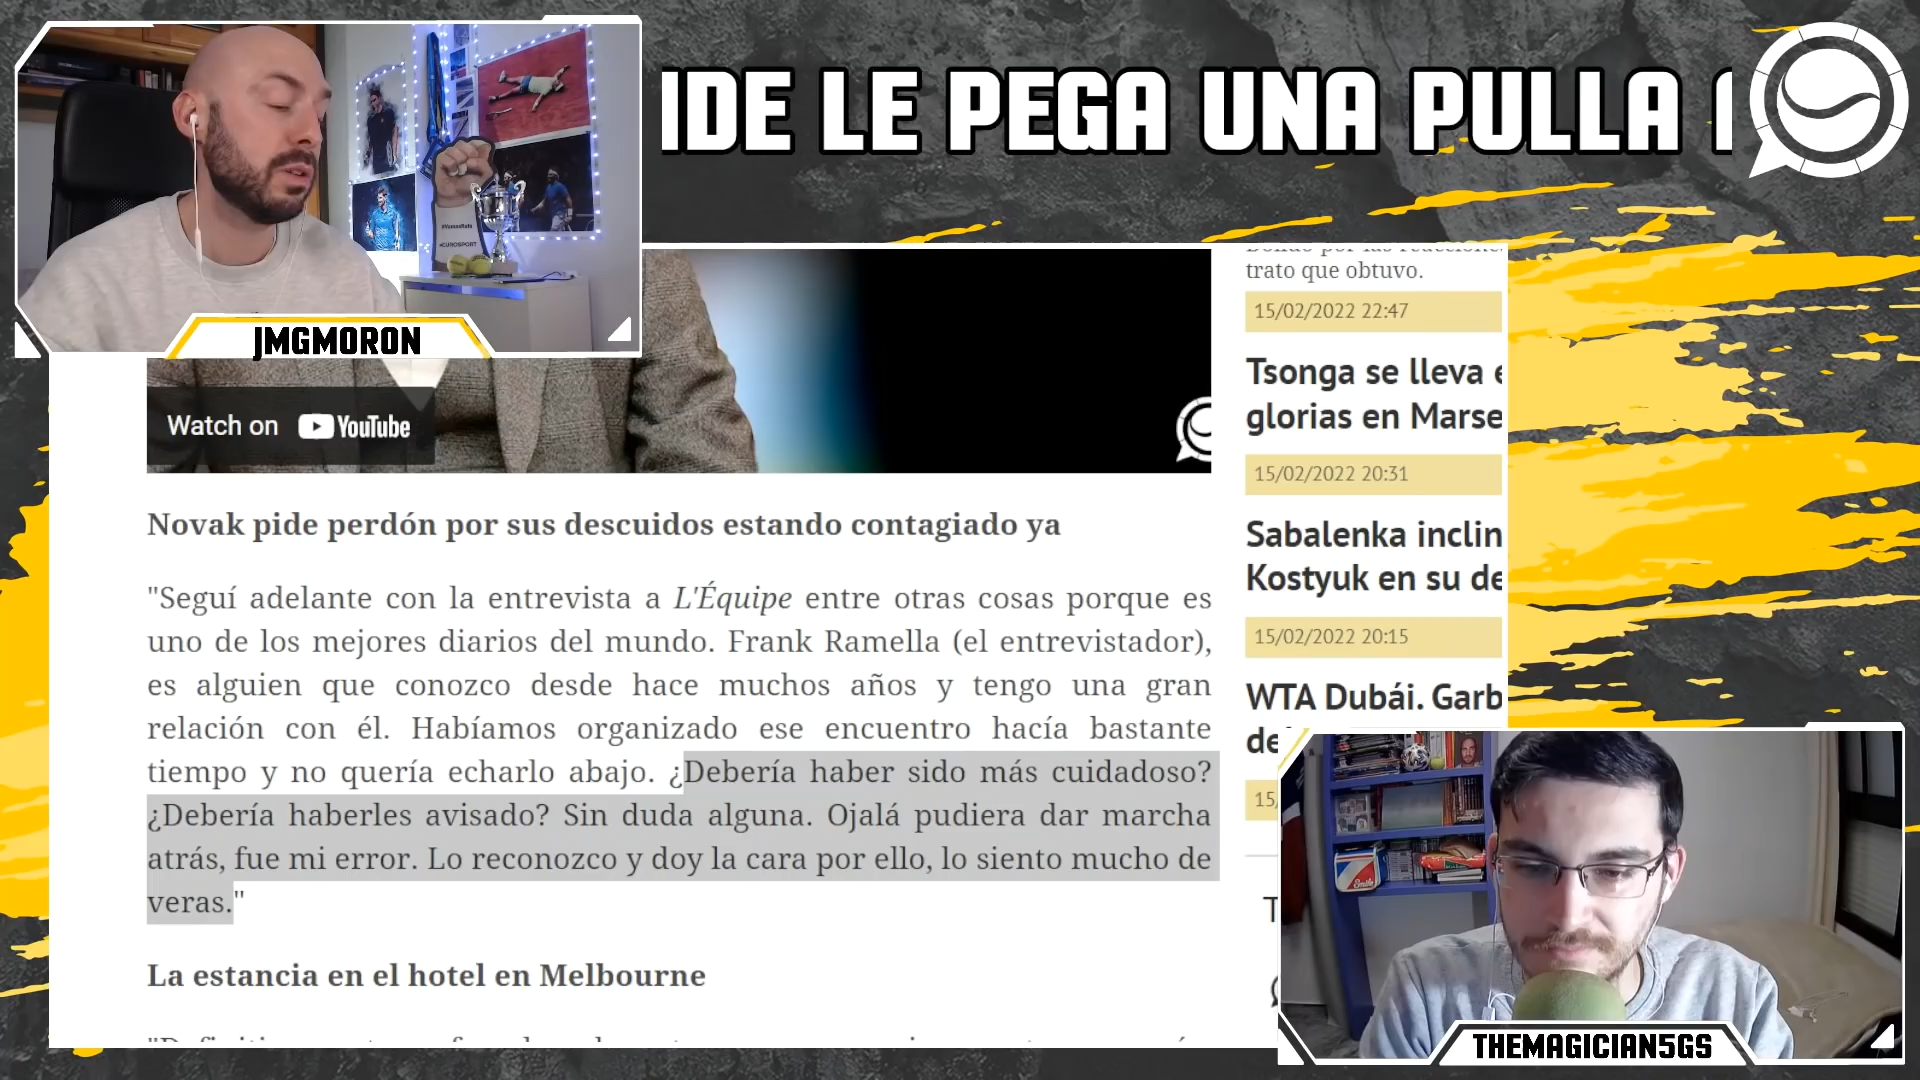 IDE LE PEGA UNA PULLA
JMGMORON
#VamosRafa
#EUROSPORT
Watch on YouTube
Novak pide perdón por sus descuidos estando contagiado ya
"Seguí adelante con la entrevista a L'Équipe entre otras cosas porque es
uno de los mejores diarios del mundo. Frank Ramella (el entrevistador),
es alguien que conozco desde hace muchos años y tengo una gran
relación con él. Habíamos organizado ese encuentro hacía bastante
tiempo y no quería echarlo abajo. ¿Debería haber sido más cuidadoso?
¿Debería haberles avisado? Sin duda alguna. Ojalá pudiera dar marcha
atrás, fue mi error. Lo reconozco y doy la cara por ello, lo siento mucho de
veras."
La estancia en el hotel en Melbourne
trato que obtuvo.
15/02/2022 22:47
Tsonga se lleva e
glorias en Marse
15/02/2022 20:31
Sabalenka inclin
Kostyuk en su de
15/02/2022 20:15
WTA Dubái. Garb
de
15/
T
Smile
THEMAGICIAN5GS